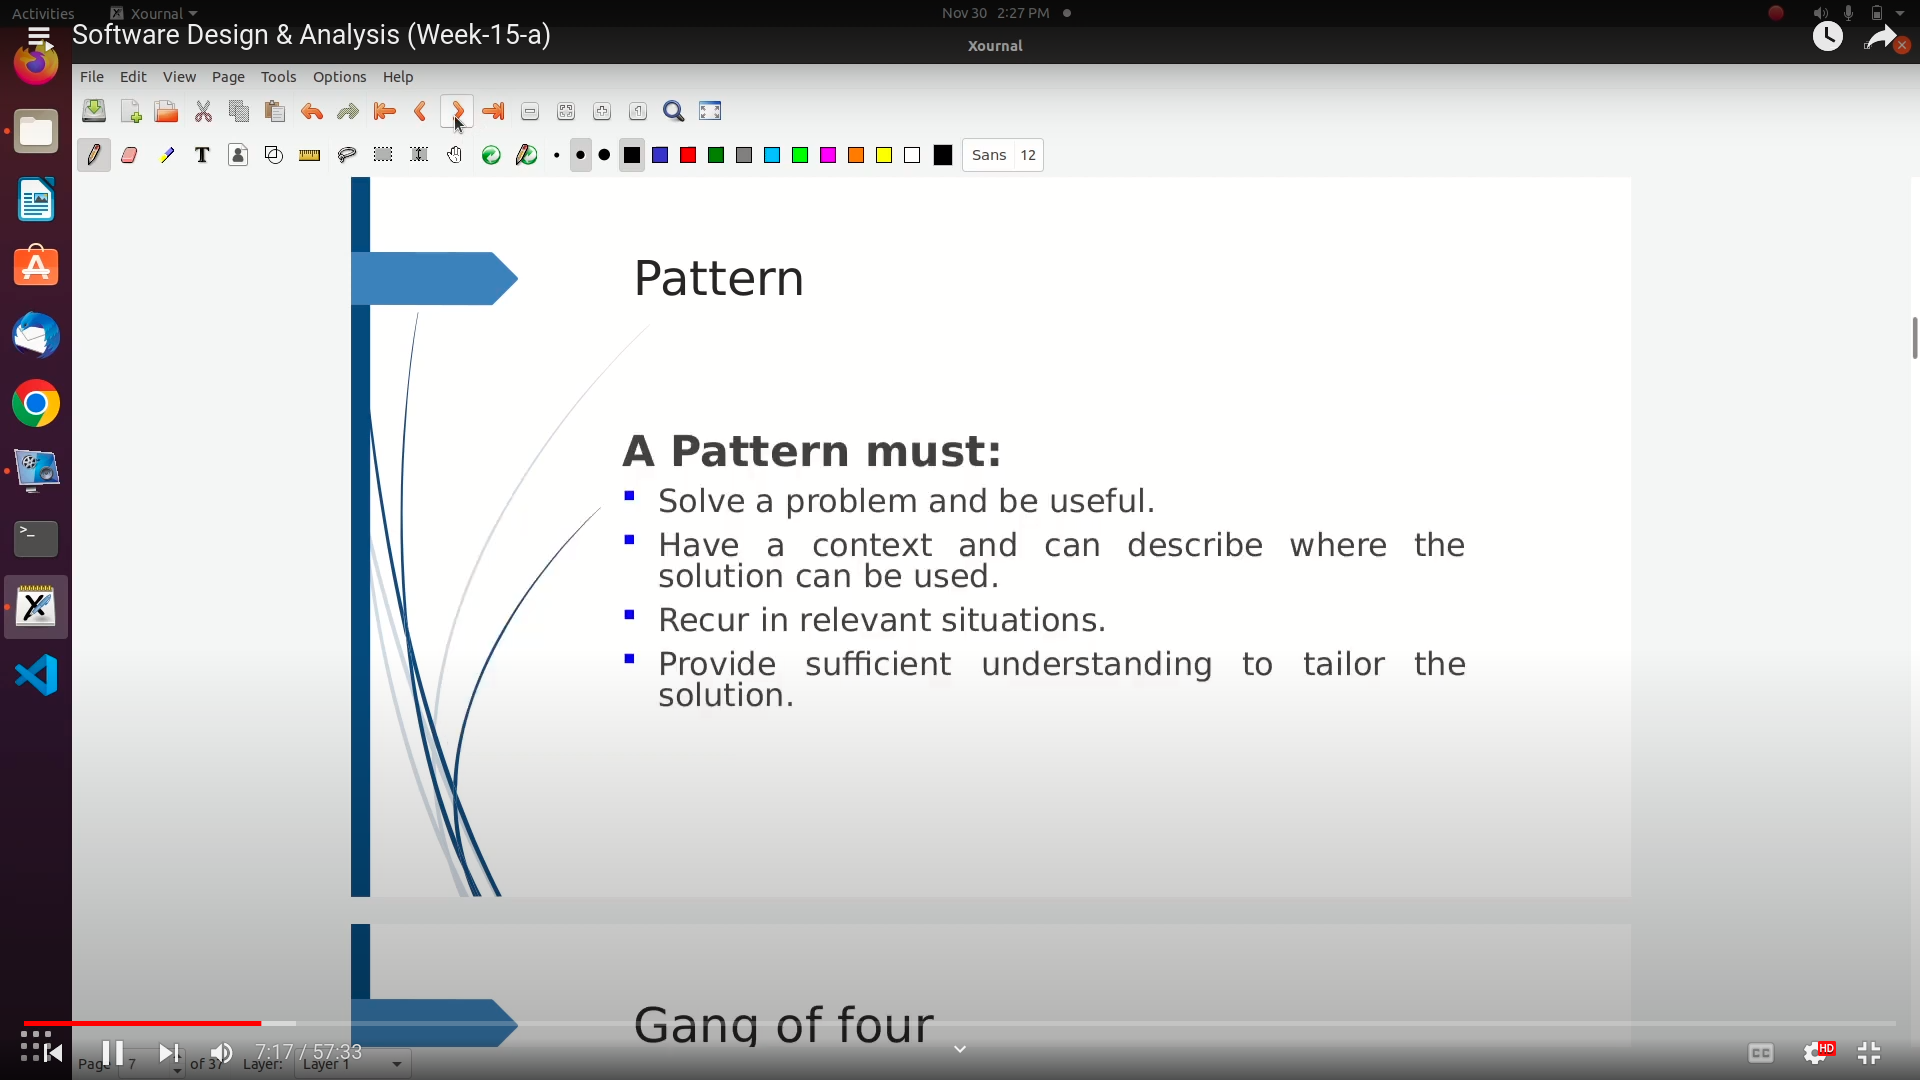 Activities Xournal Nov 30 2:27 PM
Software Design & Analysis (Week-15-a)
Xournal
File Edit View Page Tools Options Help
T Sans 12
Pattern
A Pattern must:
Solve a problem and be useful.
Have a context and can describe where the
solution can be used.
Recur in relevant situations.
Provide sufficient understanding to tailor the
solution.
Gang of four
7:17 / 57:33 CC HD
Page 7 of 37 Layer: Layer 1